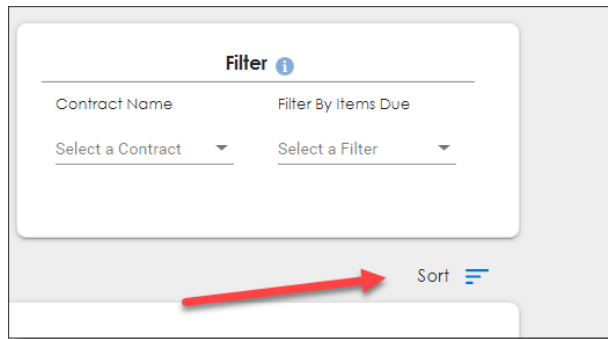 Filter i
Contract Name Filter By Items Due
Select a Contract Select a Filter
Sort